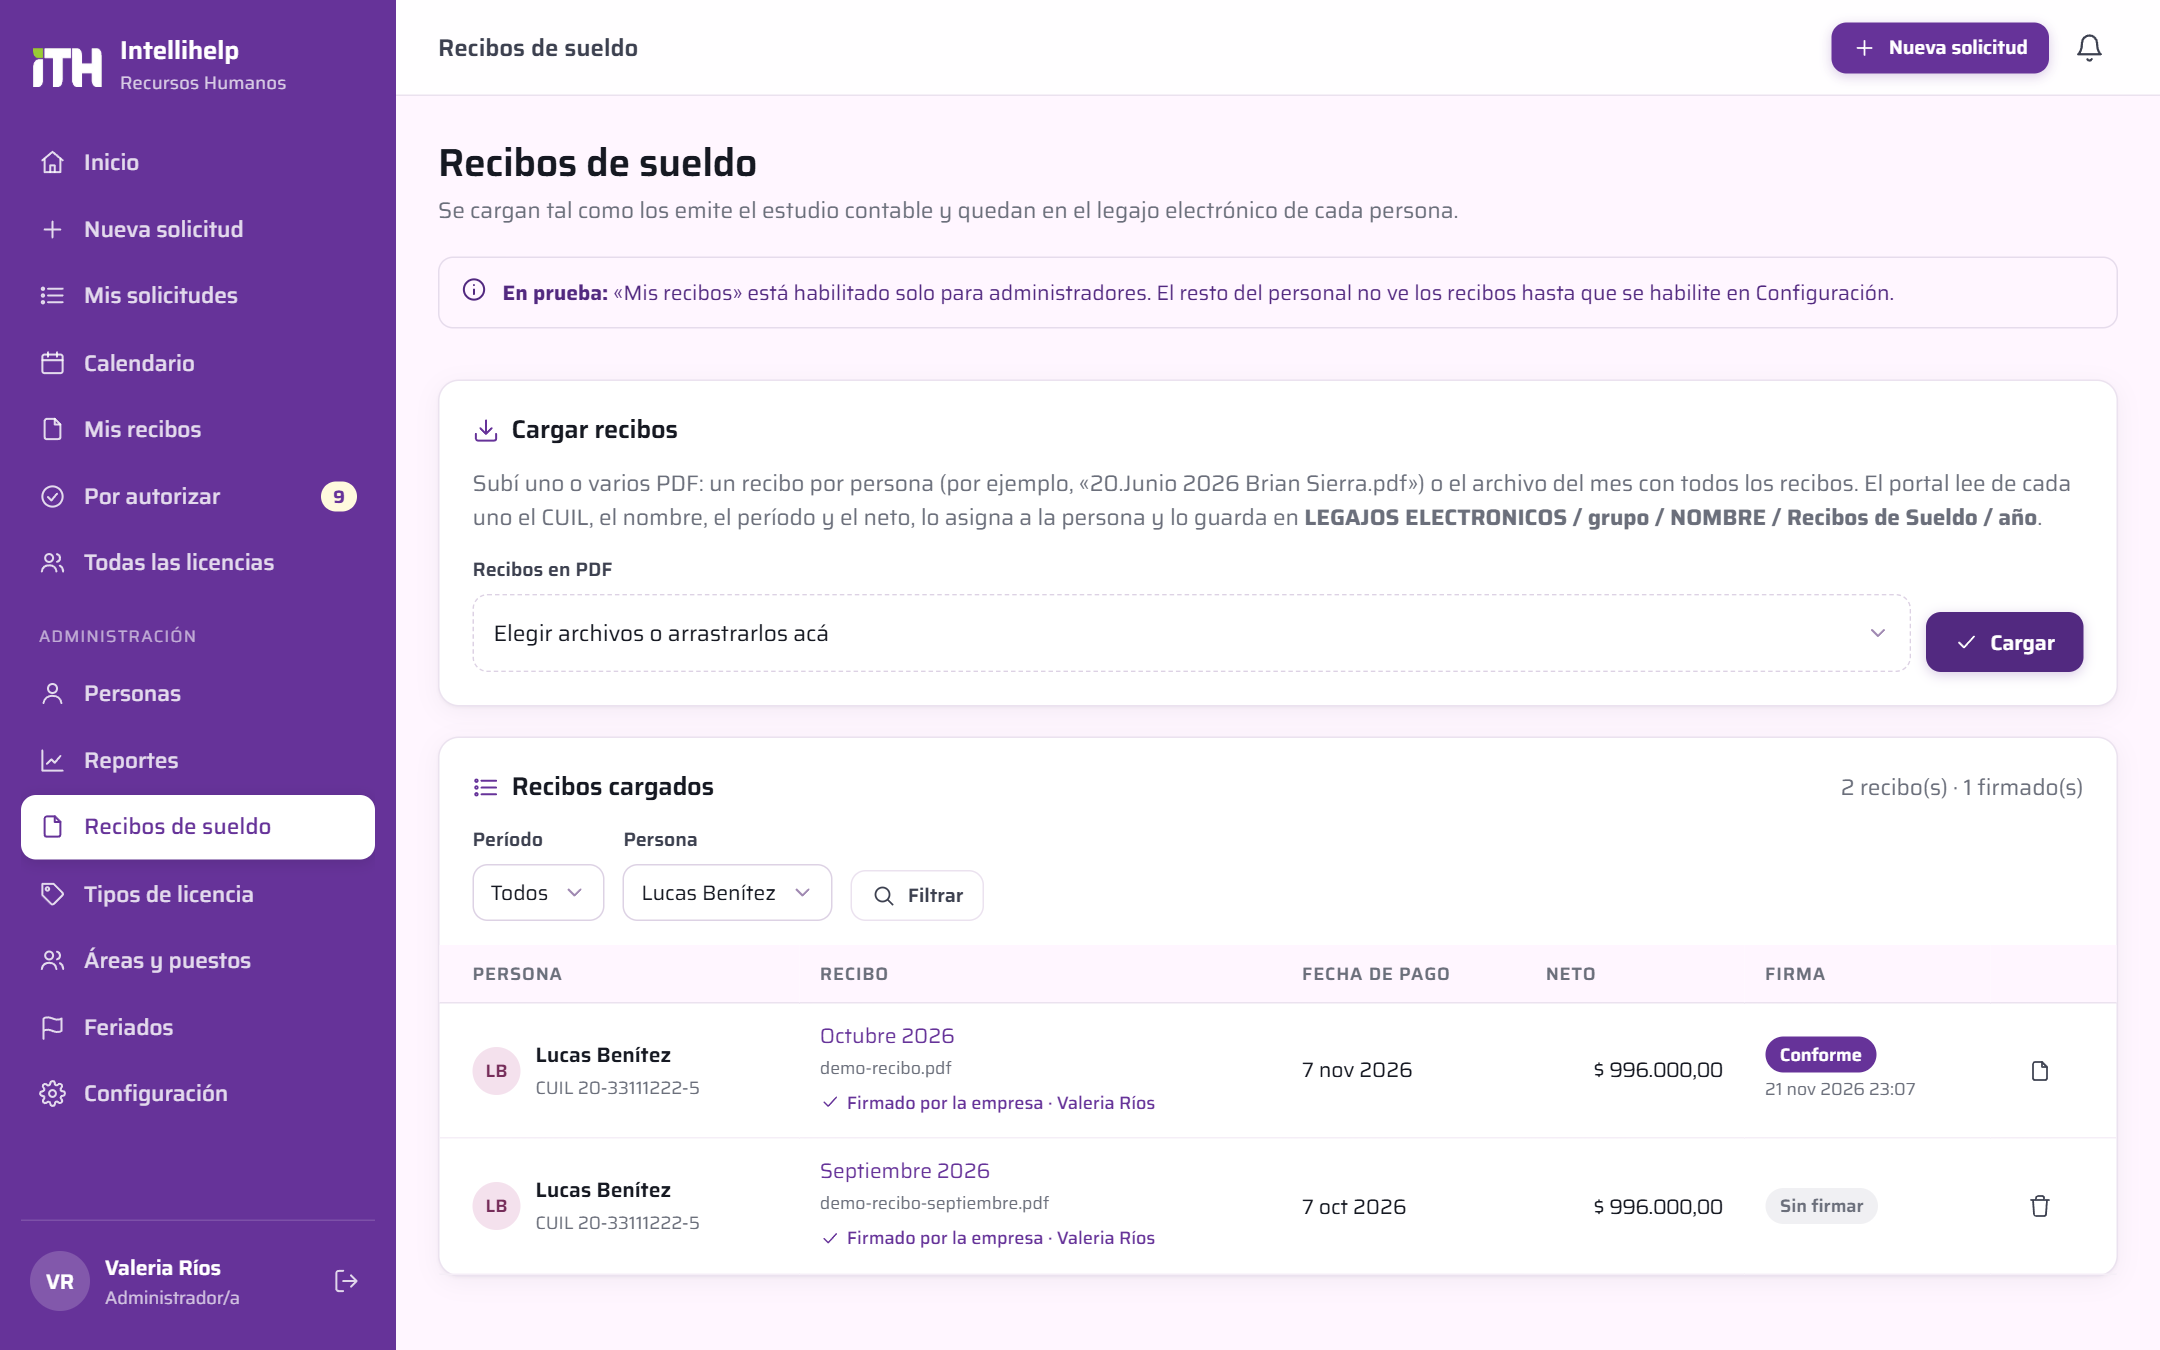 iTH
Intellihelp
Recursos Humanos
Inicio
Nueva solicitud
Mis solicitudes
Calendario
Mis recibos
Por autorizar
9
Todas las licencias
ADMINISTRACIÓN
Personas
Reportes
Recibos de sueldo
Tipos de licencia
Áreas y puestos
Feriados
Configuración
VR
Valeria Ríos
Administrador/a
Recibos de sueldo
Nueva solicitud
Recibos de sueldo
Se cargan tal como los emite el estudio contable y quedan en el legajo electrónico de cada persona.
En prueba: «Mis recibos» está habilitado solo para administradores. El resto del personal no ve los recibos hasta que se habilite en Configuración.
Cargar recibos
Subí uno o varios PDF: un recibo por persona (por ejemplo, «20.Junio 2026 Brian Sierra.pdf») o el archivo del mes con todos los recibos. El portal lee de cada
uno el CUIL, el nombre, el período y el neto, lo asigna a la persona y lo guarda en LEGAJOS ELECTRONICOS / grupo / NOMBRE / Recibos de Sueldo / año.
Recibos en PDF
Elegir archivos o arrastrarlos acá
Cargar
Recibos cargados
2 recibo(s) · 1 firmado(s)
Período
Persona
Todos
Lucas Benítez
Filtrar
PERSONA
RECIBO
FECHA DE PAGO
NETO
FIRMA
LB
Lucas Benítez
CUIL 20-33111222-5
Octubre 2026
demo-recibo.pdf
Firmado por la empresa · Valeria Ríos
7 nov 2026
$ 996.000,00
Conforme
21 nov 2026 23:07
LB
Lucas Benítez
CUIL 20-33111222-5
Septiembre 2026
demo-recibo-septiembre.pdf
Firmado por la empresa · Valeria Ríos
7 oct 2026
$ 996.000,00
Sin firmar